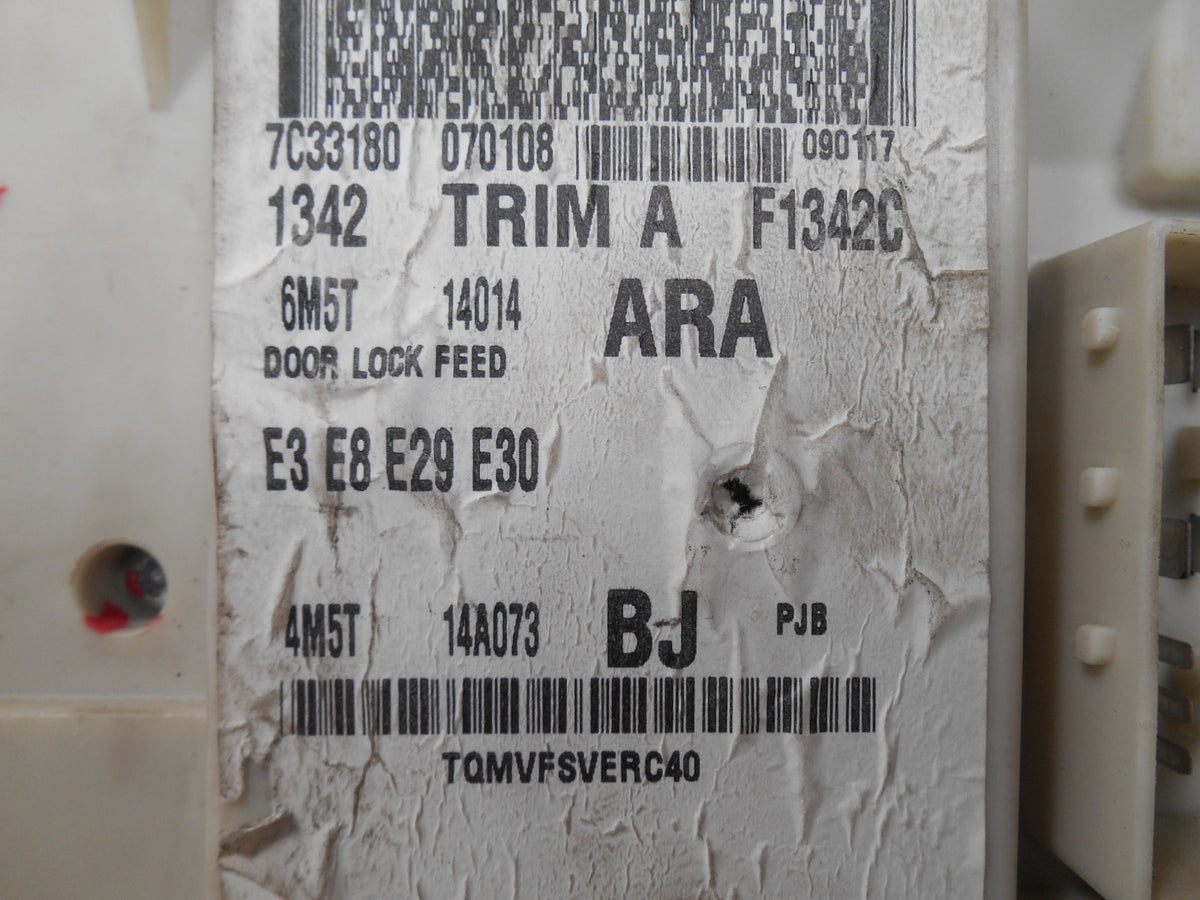 7C33180 070108 090117
1342 TRIM A F1342C
6M5T 14014 ARA
DOOR LOCK FEED
E3 E8 E29 E30
4M5T 14A073 BJ PJB
TQMVFSVERC40